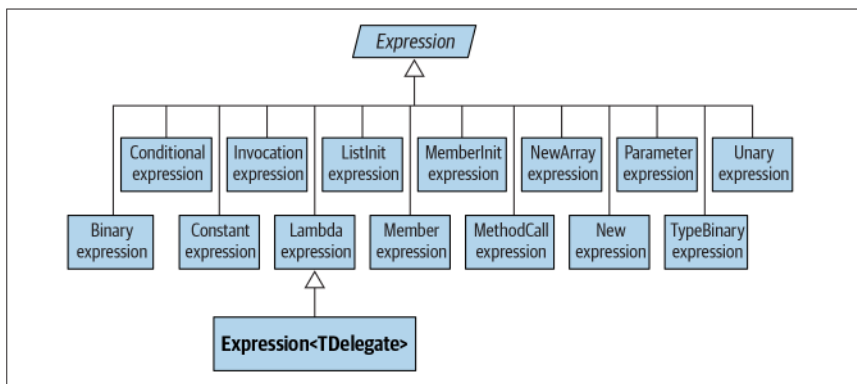 Expression
Conditional
expression
Invocation
expression
ListInit
expression
MemberInit
expression
NewArray
expression
Parameter
expression
Unary
expression
Binary
expression
Constant
expression
Lambda
expression
Member
expression
MethodCall
expression
New
expression
TypeBinary
expression
Expression<TDelegate>